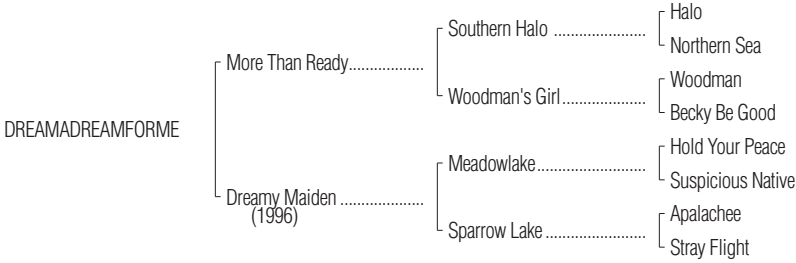 Halo
Southern Halo ......................
Northern Sea
More Than Ready..................
Woodman
Woodman's Girl....................
Becky Be Good
DREAMADREAMFORME
Hold Your Peace
Meadowlake..........................
Suspicious Native
Dreamy Maiden ....................
(1996)
Apalachee
Sparrow Lake ........................
Stray Flight